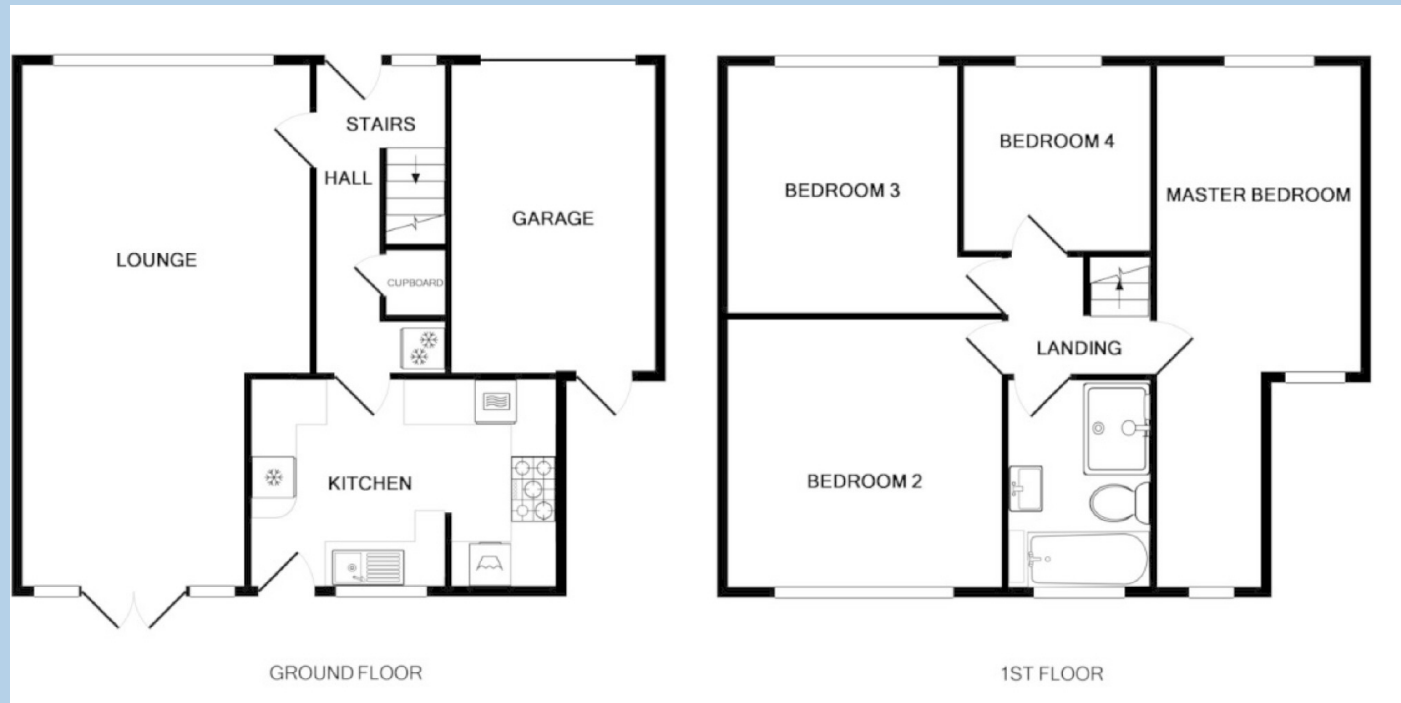 STAIRS
HALL
GARAGE
LOUNGE
CUPBOARD
KITCHEN
GROUND FLOOR
BEDROOM 4
BEDROOM 3
MASTER BEDROOM
LANDING
BEDROOM 2
1ST FLOOR